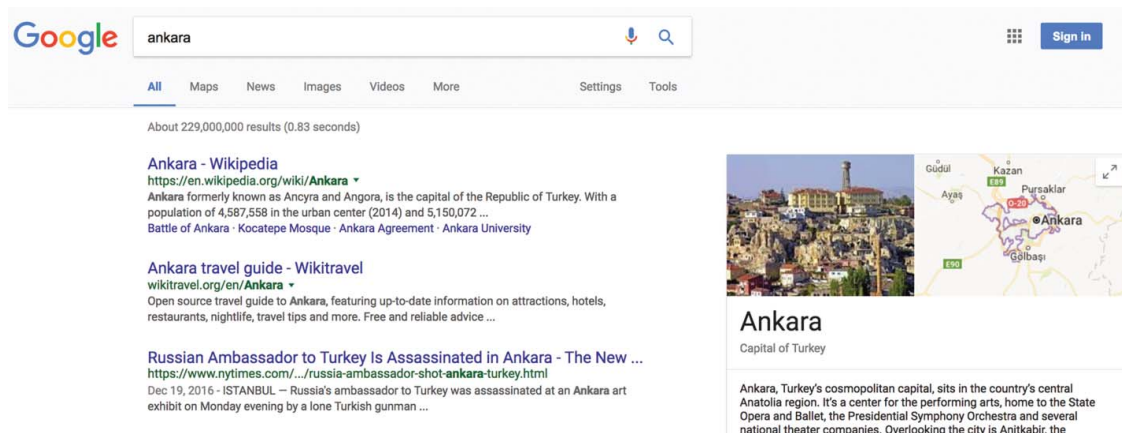 Google
ankara
Sign in
All Maps News Images Videos More Settings Tools
About 229,000,000 results (0.83 seconds)
Ankara - Wikipedia
https://en.wikipedia.org/wiki/Ankara
Ankara formerly known as Ancyra and Angora, is the capital of the Republic of Turkey. With a
population of 4,587,558 in the urban center (2014) and 5,150,072 ...
Battle of Ankara · Kocatepe Mosque · Ankara Agreement · Ankara University
Ankara travel guide - Wikitravel
wikitravel.org/en/Ankara
Open source travel guide to Ankara, featuring up-to-date information on attractions, hotels,
restaurants, nightlife, travel tips and more. Free and reliable advice ...
Russian Ambassador to Turkey Is Assassinated in Ankara - The New ...
https://www.nytimes.com/.../russia-ambassador-shot-ankara-turkey.html
Dec 19, 2016 - ISTANBUL — Russia's ambassador to Turkey was assassinated at an Ankara art
exhibit on Monday evening by a lone Turkish gunman ...
Güdül
Kazan
E89
Pursaklar
Ayaş
O-20
Ankara
Gölbaşı
E90
Ankara
Capital of Turkey
Ankara, Turkey's cosmopolitan capital, sits in the country's central
Anatolia region. It's a center for the performing arts, home to the State
Opera and Ballet, the Presidential Symphony Orchestra and several
national theater companies. Overlooking the city is Anitkabir, the